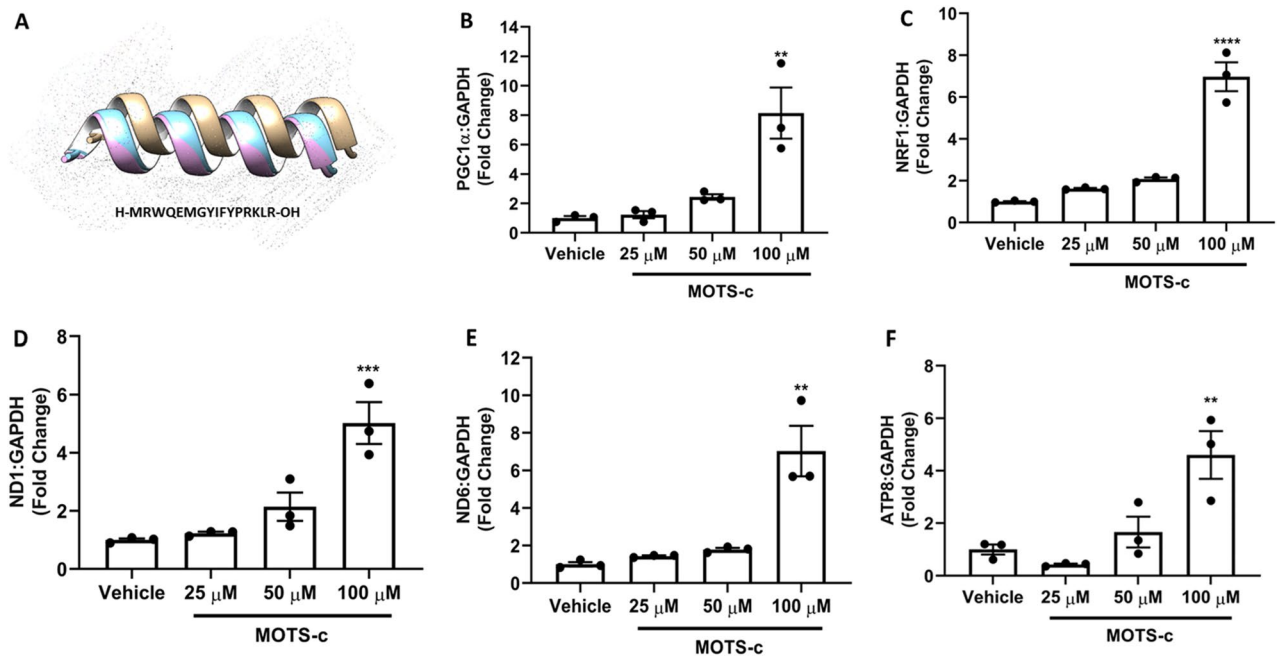 A
H-MRWQEMGYIFYPRKLR-OH
B
PGC1α:GAPDH
(Fold Change)
14
12
10
8
6
4
2
0
**
Vehicle 25 μM 50 μM 100 μM
MOTS-c
C
NRF1:GAPDH
(Fold Change)
10
8
6
4
2
0
****
Vehicle 25 μM 50 μM 100 μM
MOTS-c
D
ND1:GAPDH
(Fold Change)
8
6
4
2
0
***
Vehicle 25 μM 50 μM 100 μM
MOTS-c
E
ND6:GAPDH
(Fold Change)
12
10
8
6
4
2
0
**
Vehicle 25 μM 50 μM 100 μM
MOTS-c
F
ATP8:GAPDH
(Fold Change)
8
6
4
2
0
**
Vehicle 25 μM 50 μM 100 μM
MOTS-c